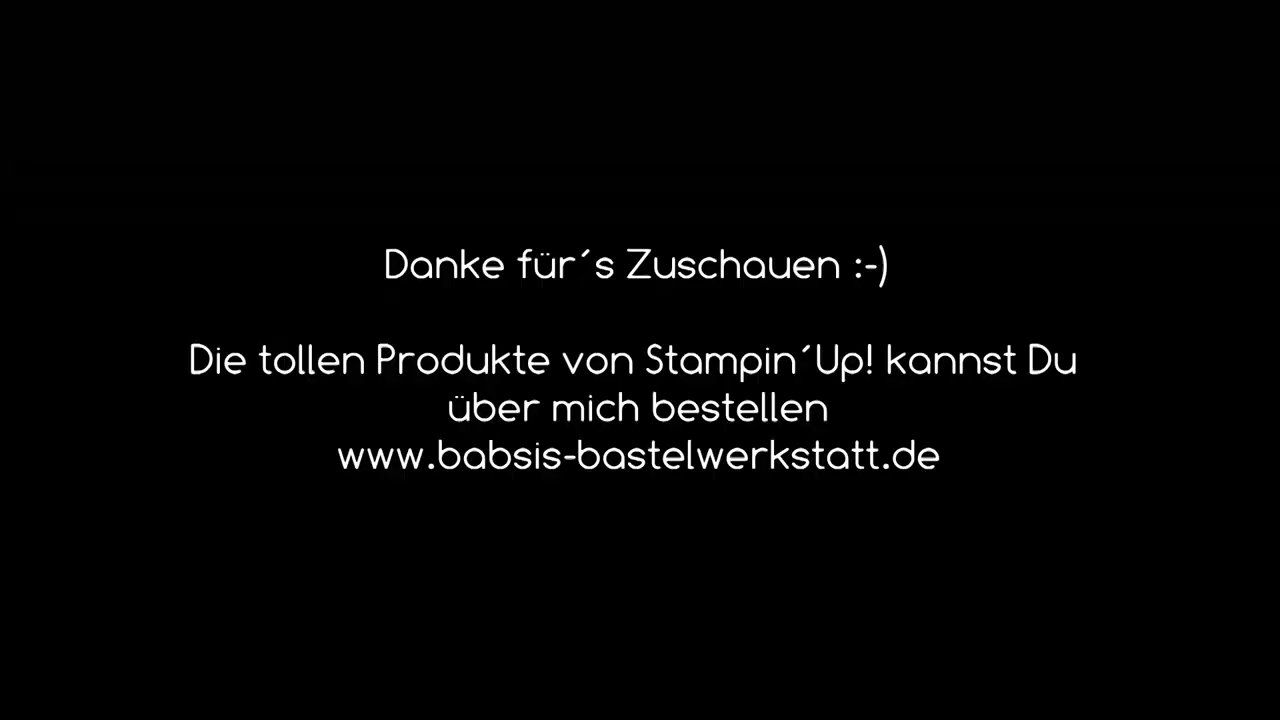 Danke für´s Zuschauen :-)
Die tollen Produkte von Stampin´Up! kannst Du
über mich bestellen
www.babsis-bastelwerkstatt.de